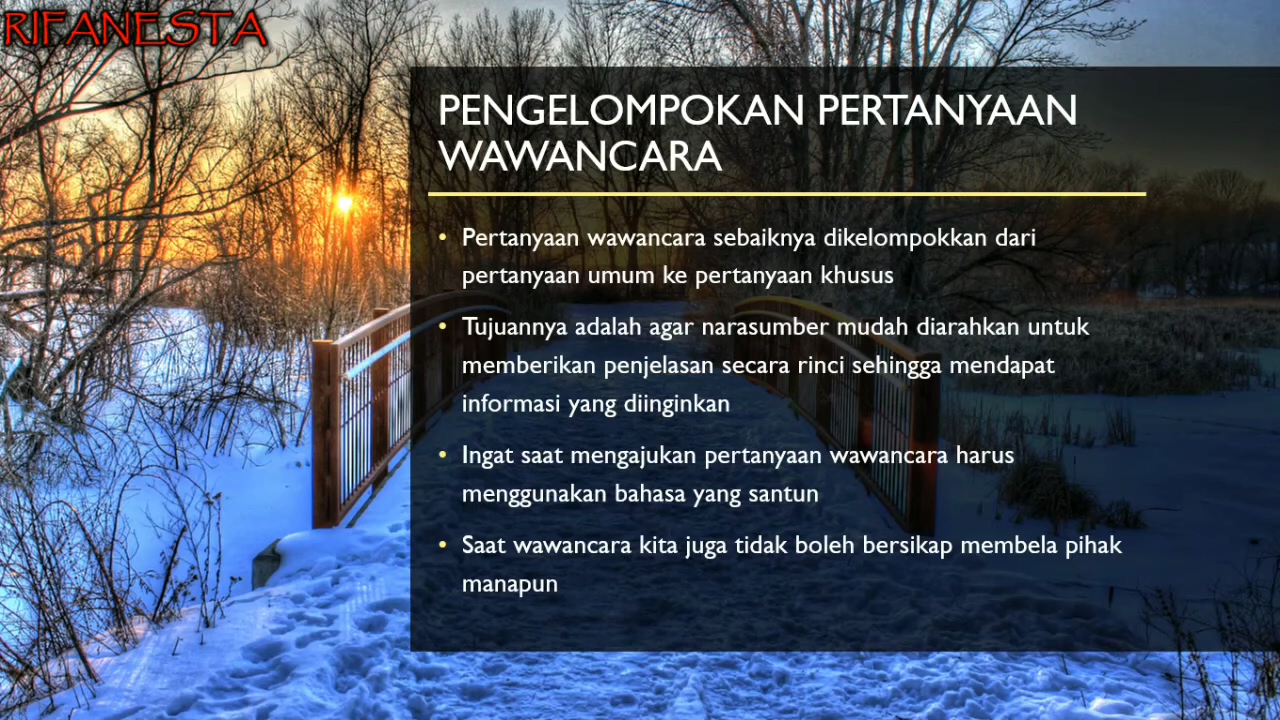 RIFANESTA
PENGELOMPOKAN PERTANYAAN
WAWANCARA
• Pertanyaan wawancara sebaiknya dikelompokkan dari
pertanyaan umum ke pertanyaan khusus
• Tujuannya adalah agar narasumber mudah diarahkan untuk
memberikan penjelasan secara rinci sehingga mendapat
informasi yang diinginkan
• Ingat saat mengajukan pertanyaan wawancara harus
menggunakan bahasa yang santun
• Saat wawancara kita juga tidak boleh bersikap membela pihak
manapun